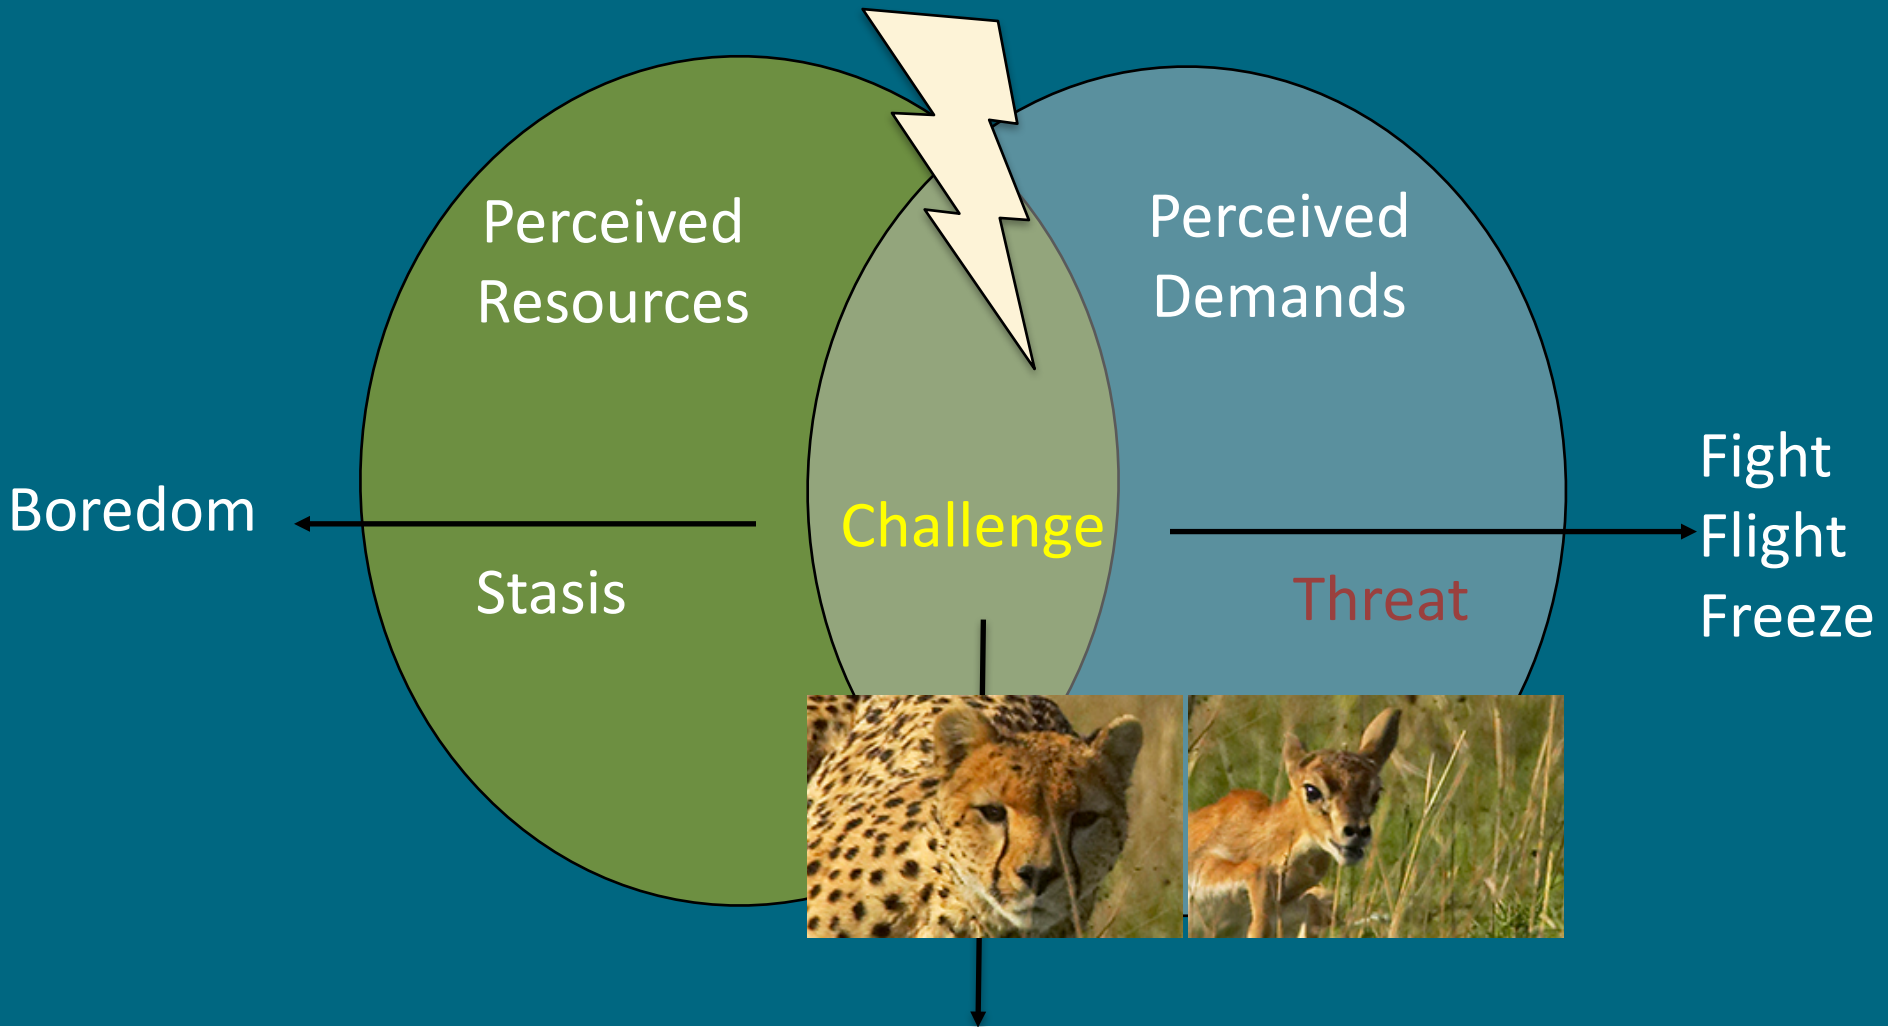 Perceived
Resources
Perceived
Demands
Boredom
Stasis
Challenge
Threat
Fight
Flight
Freeze